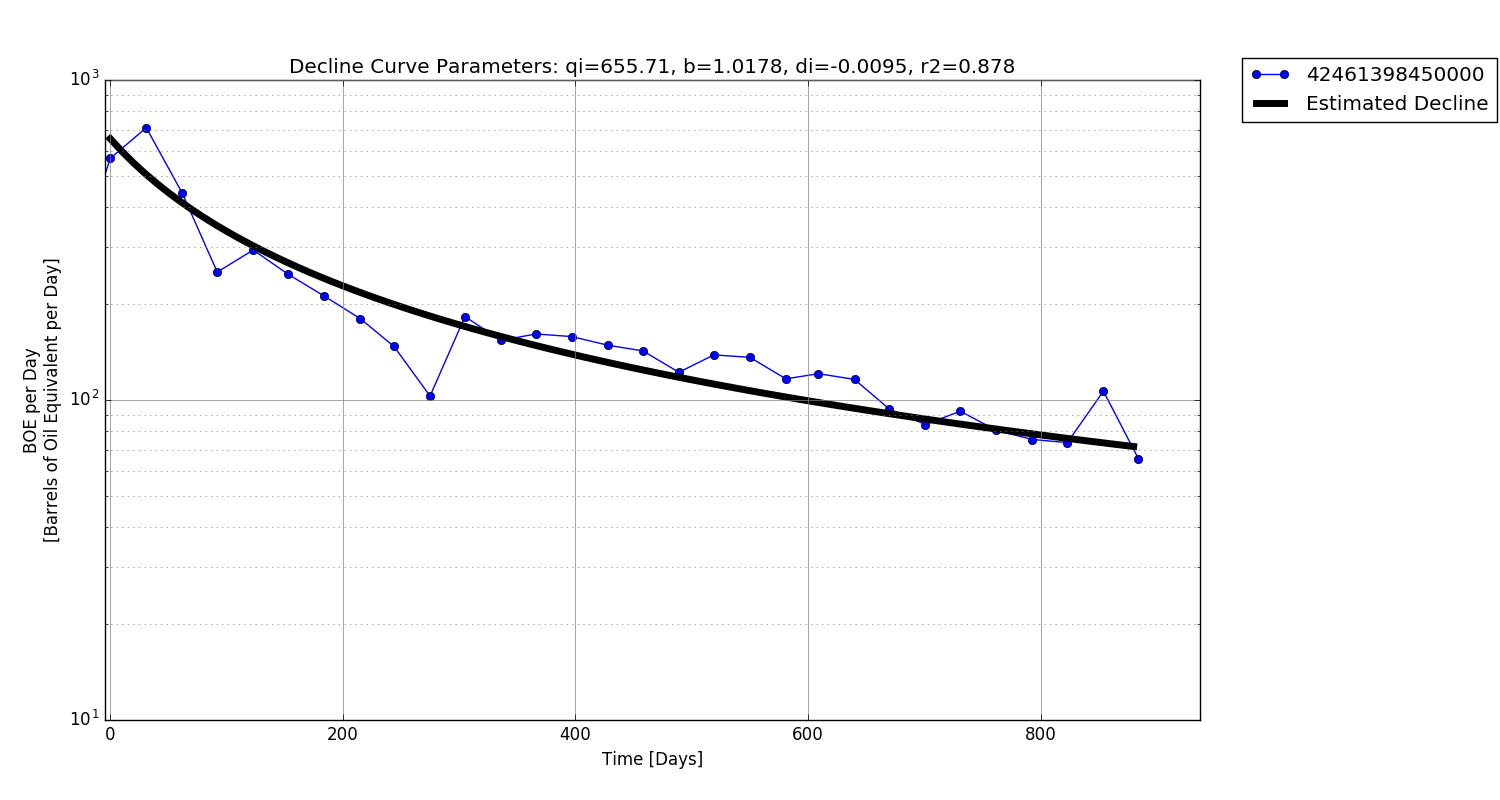 Decline Curve Parameters: qi=655.71, b=1.0178, di=-0.0095, r2=0.878
42461398450000
Estimated Decline
10³
10²
10¹
BOE per Day
[Barrels of Oil Equivalent per Day]
0 200 400 600 800
Time [Days]